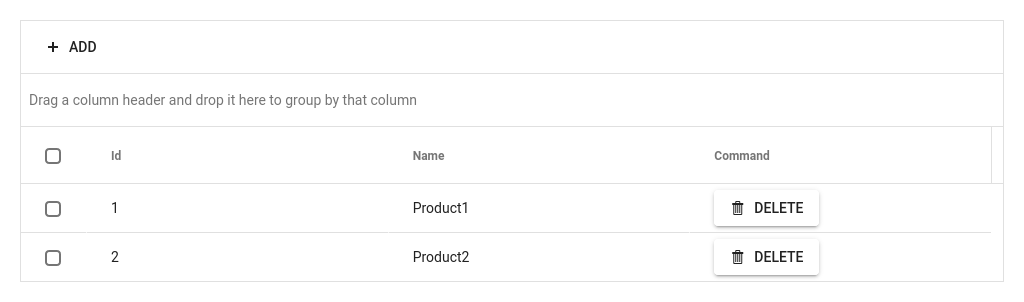 ADD
Drag a column header and drop it here to group by that column
Id Name Command
1 Product1 DELETE
2 Product2 DELETE